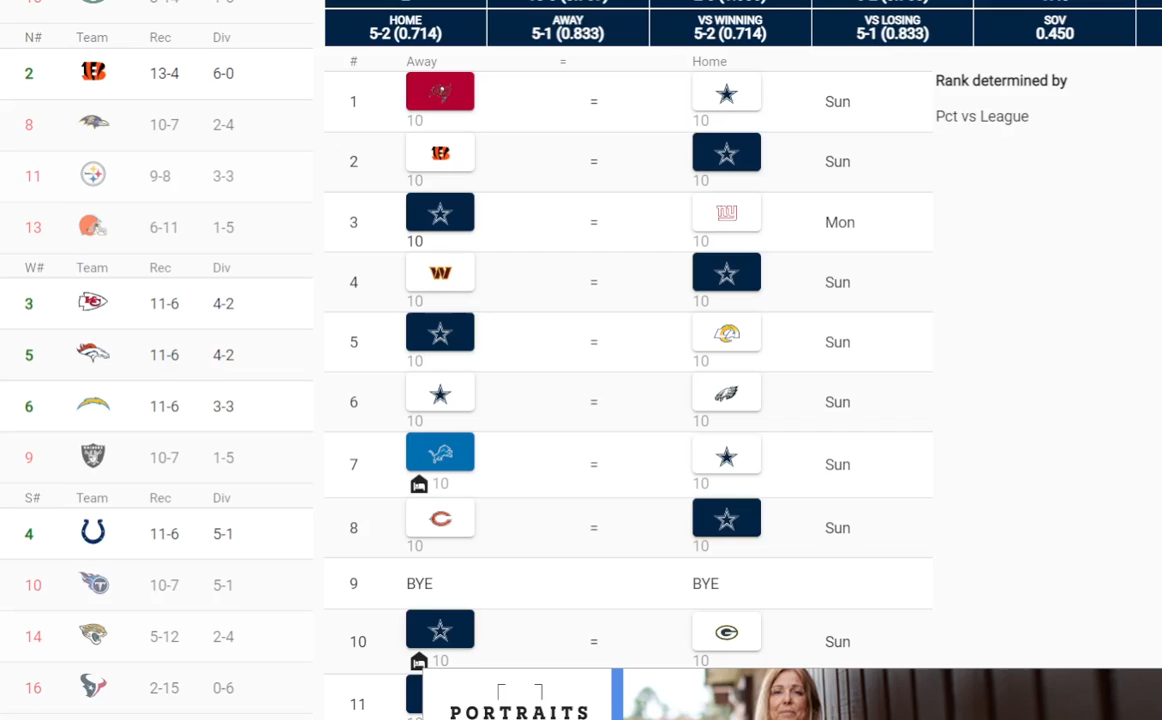 N# Team Rec Div
2 13-4 6-0
8 10-7 2-4
11 9-8 3-3
13 6-11 1-5
W# Team Rec Div
3 11-6 4-2
5 11-6 4-2
6 11-6 3-3
9 10-7 1-5
S# Team Rec Div
4 11-6 5-1
10 10-7 5-1
14 5-12 2-4
16 2-15 0-6
HOME AWAY VS WINNING VS LOSING SOV
5-2 (0.714) 5-1 (0.833) 5-2 (0.714) 5-1 (0.833) 0.450
# Away = Home
1 = Sun
10 10
2 = Sun
10 10
3 = ny Mon
10 10
4 W = Sun
10 10
5 = Sun
10 10
6 = Sun
10 10
7 = Sun
10 10
8 C = Sun
10 10
9 BYE BYE
10 = G Sun
10 10
11
Rank determined by
Pct vs League
PORTRAITS